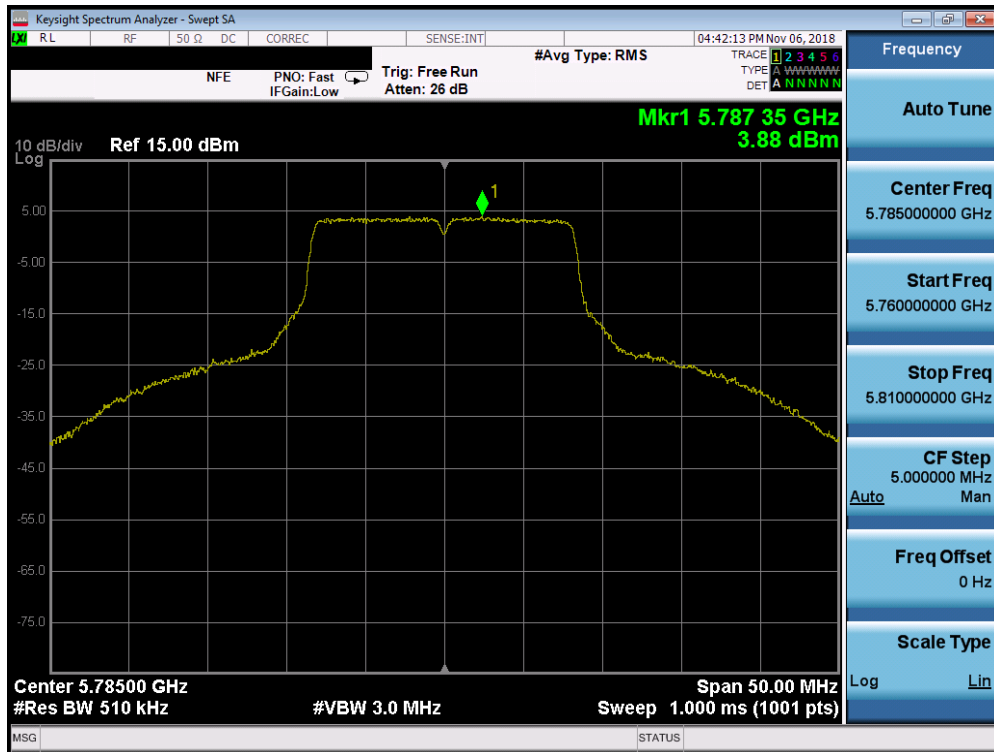 Keysight Spectrum Analyzer - Swept SA
LXI RL RF 50 Ω DC CORREC SENSE:INT 04:42:13 PM Nov 06, 2018
#Avg Type: RMS TRACE 1 2 3 4 5 6
NFE PNO: Fast Trig: Free Run TYPE A WWWWW
IFGain:Low Atten: 26 dB DET A N N N N N
Mkr1 5.787 35 GHz
10 dB/div Ref 15.00 dBm 3.88 dBm
Log
1
5.00
-5.00
-15.0
-25.0
-35.0
-45.0
-55.0
-65.0
-75.0
Center 5.78500 GHz Span 50.00 MHz
#Res BW 510 kHz #VBW 3.0 MHz Sweep 1.000 ms (1001 pts)
MSG STATUS
Frequency
Auto Tune
Center Freq
5.785000000 GHz
Start Freq
5.760000000 GHz
Stop Freq
5.810000000 GHz
CF Step
5.000000 MHz
Auto Man
Freq Offset
0 Hz
Scale Type
Log Lin